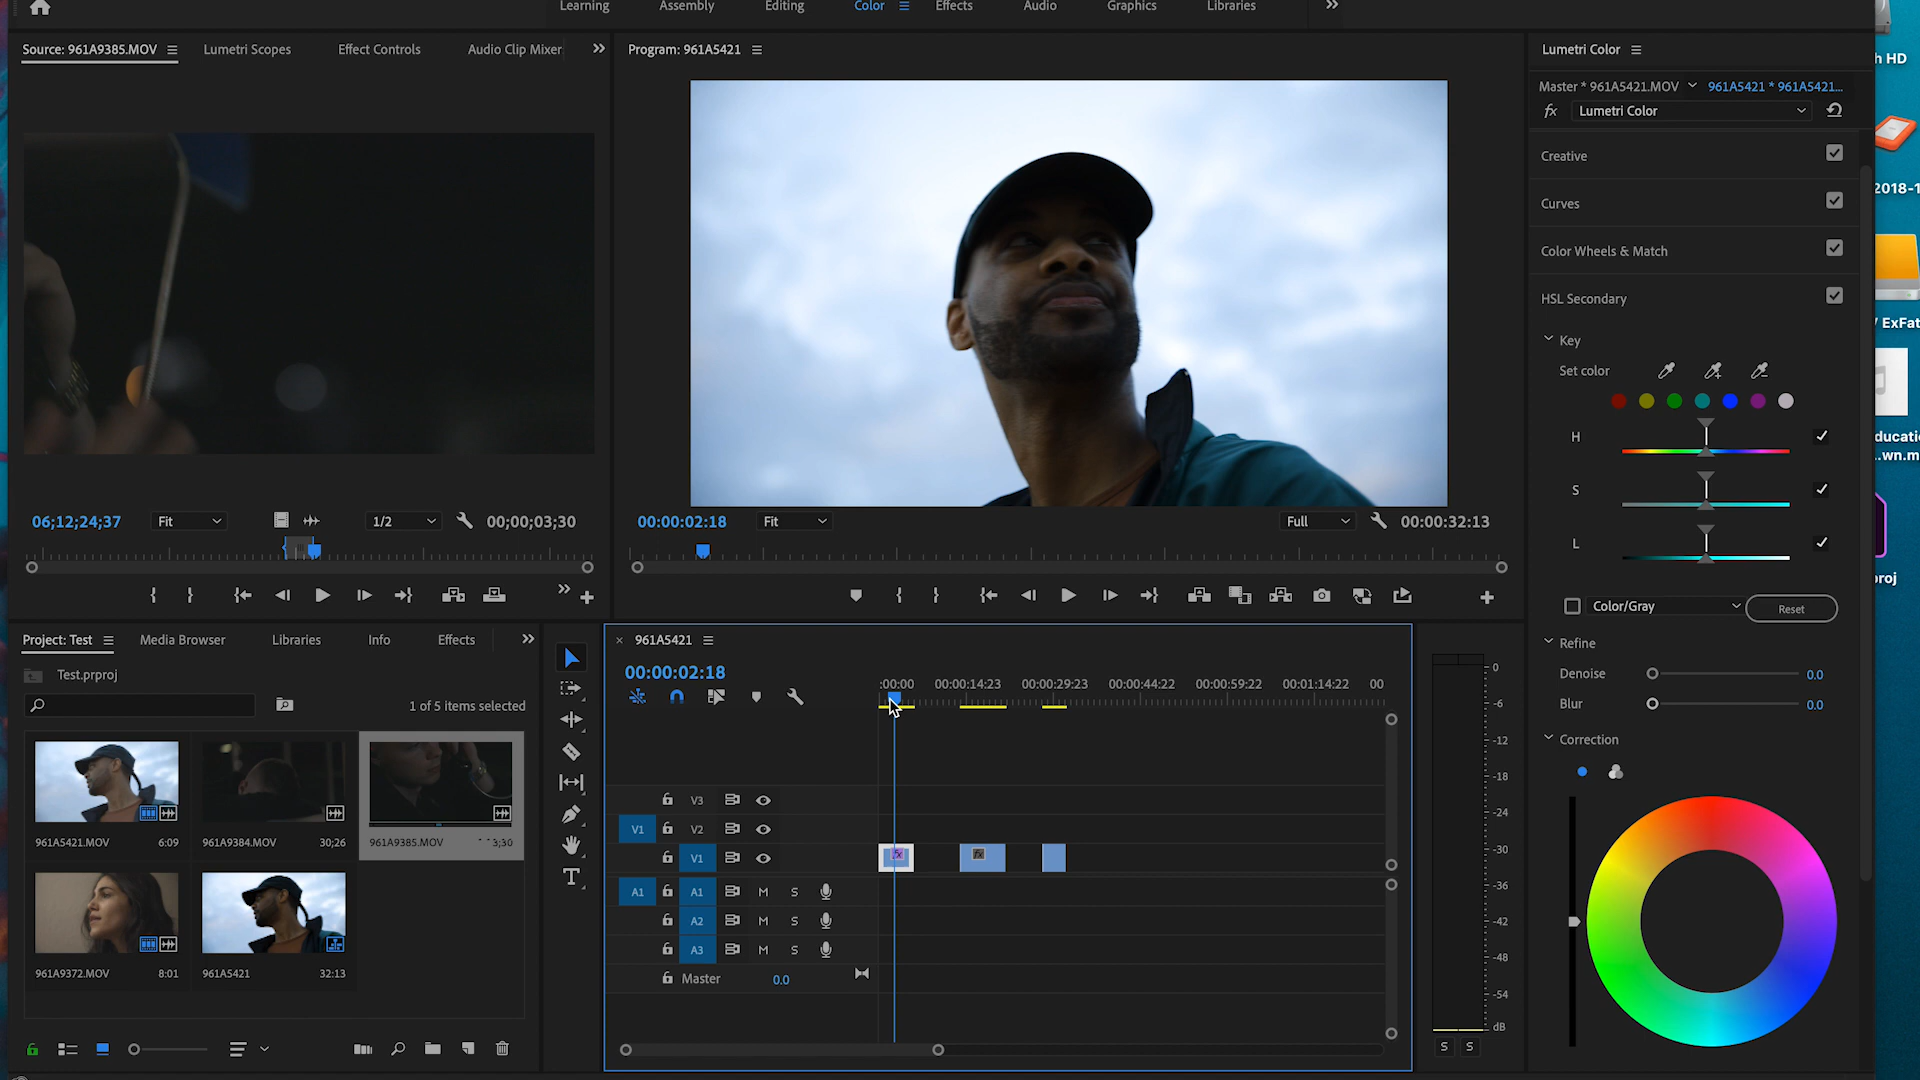 Learning Assembly Editing Color Effects Audio Graphics Libraries
Source: 961A9385.MOV Lumetri Scopes Effect Controls Audio Clip Mixer
Program: 961A5421
Lumetri Color
Master * 961A5421.MOV 961A5421 * 961A5421...
fx Lumetri Color
Creative
Curves
Color Wheels & Match
HSL Secondary
Key
Set color
H
S
L
Color/Gray Reset
Refine
Denoise 0.0
Blur 0.0
Correction
06;12;24;37 Fit 1/2 00;00;03;30
00:00:02:18 Fit Full 00:00:32:13
Project: Test Media Browser Libraries Info Effects
Test.prproj
1 of 5 items selected
961A5421.MOV 6:09
961A9384.MOV 30;26
961A9385.MOV 3;30
961A9372.MOV 8:01
961A5421 32:13
961A5421
00:00:02:18
:00:00 00:00:14:23 00:00:29:23 00:00:44:22 00:00:59:22 00:01:14:22 00
V3
V1 V2
V1
fx fx
A1 A1 M S
A2 M S
A3 M S
Master 0.0
0
-6
-12
-18
-24
-30
-36
-42
-48
-54
dB
S S
h HD
2018-1
ExFat
ducati
..wn.m
proj